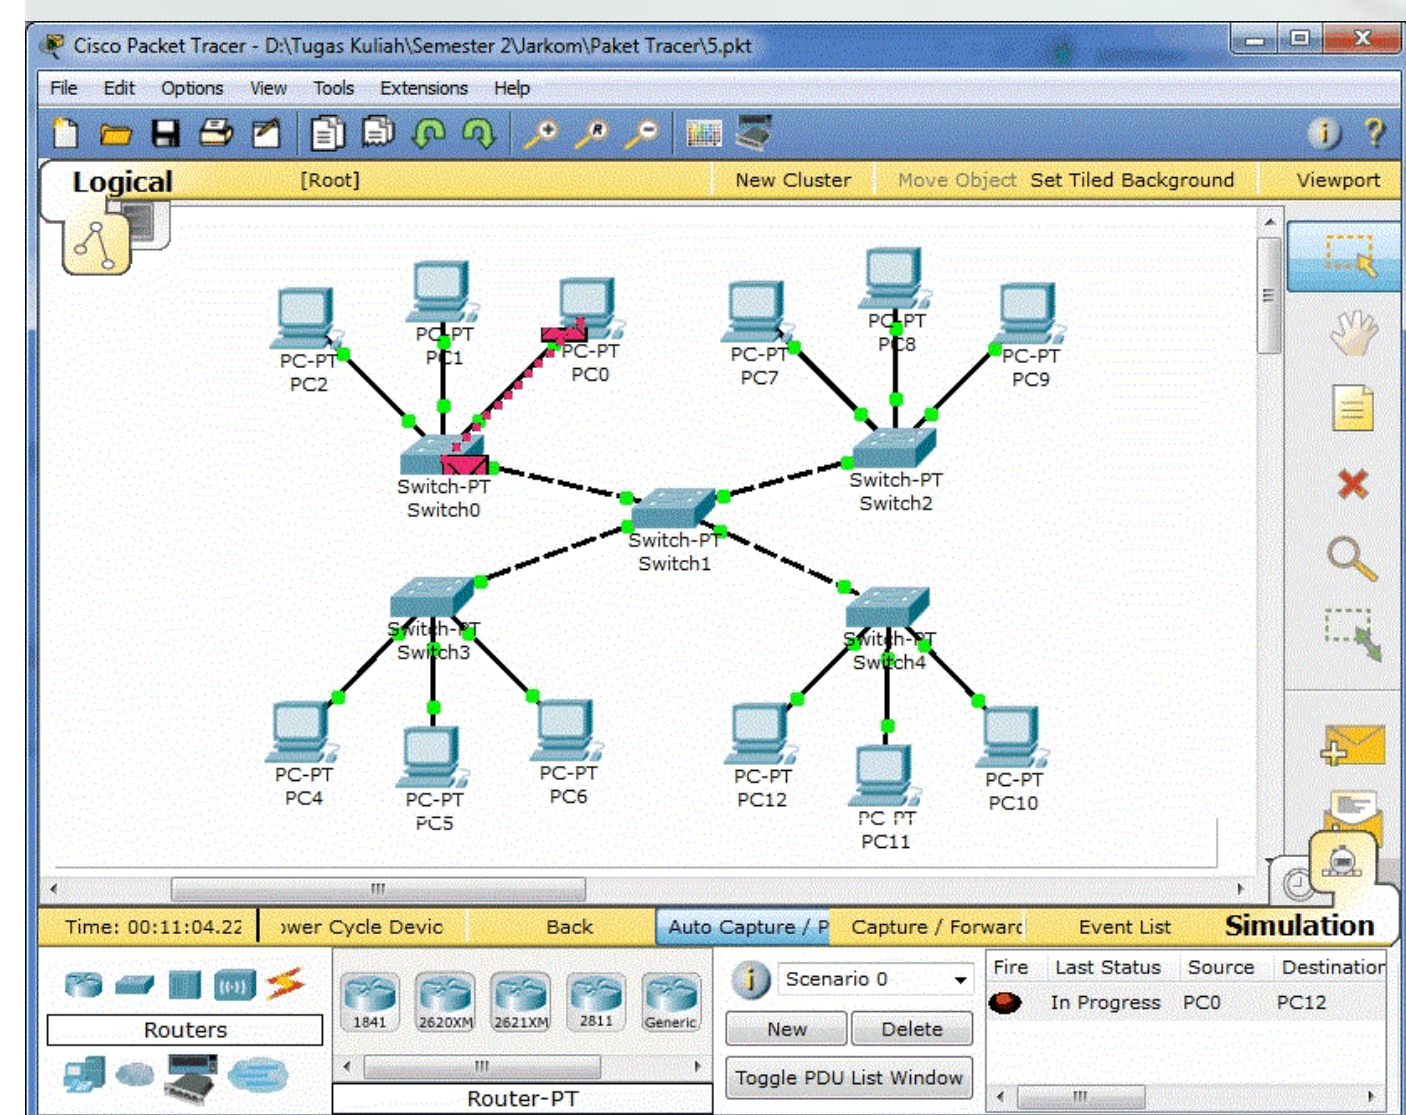 Cisco Packet Tracer - D:\Tugas Kuliah\Semester 2\Jarkom\Paket Tracer\5.pkt
File Edit Options View Tools Extensions Help
Logical [Root] New Cluster Move Object Set Tiled Background Viewport
PC-PT
PC2
PC-PT
PC1
PC-PT
PC0
PC-PT
PC7
PC-PT
PC8
PC-PT
PC9
Switch-PT
Switch0
Switch-PT
Switch2
Switch-PT
Switch1
Switch-PT
Switch3
Switch-PT
Switch4
PC-PT
PC4
PC-PT
PC5
PC-PT
PC6
PC-PT
PC12
PC-PT
PC11
PC-PT
PC10
Time: 00:11:04.22 ower Cycle Devic Back Auto Capture / P Capture / Forward Event List Simulation
Routers
1841 2620XM 2621XM 2811 Generic
Router-PT
Scenario 0
New Delete
Toggle PDU List Window
Fire Last Status Source Destination
In Progress PC0 PC12